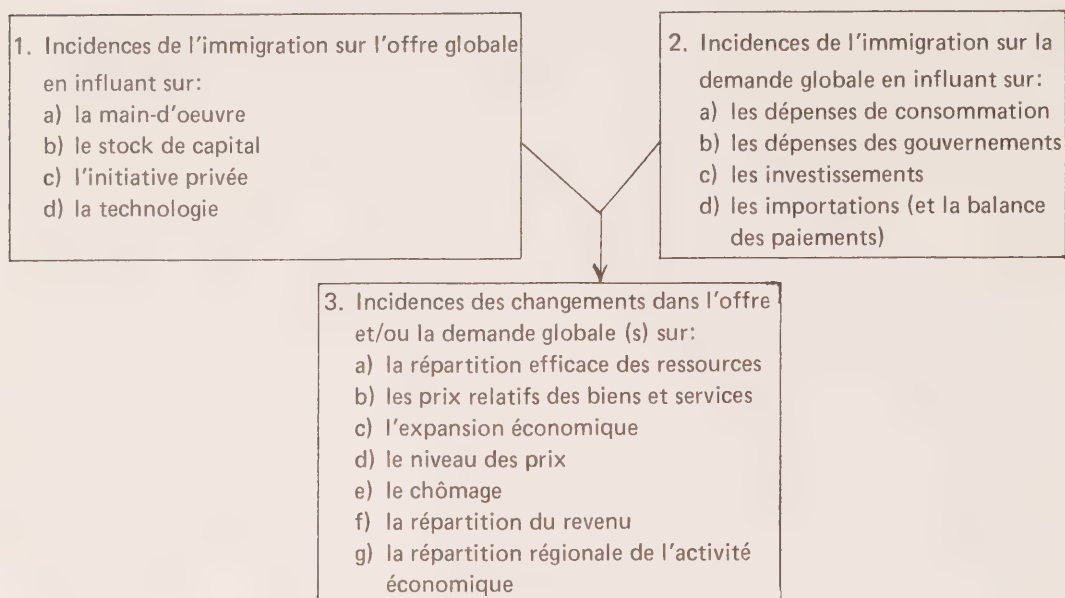 1. Incidences de l'immigration sur l'offre globale
en influant sur:
a) la main-d'oeuvre
b) le stock de capital
c) l'initiative privée
d) la technologie
2. Incidences de l'immigration sur la
demande globale en influant sur:
a) les dépenses de consommation
b) les dépenses des gouvernements
c) les investissements
d) les importations (et la balance
des paiements)
3. Incidences des changements dans l'offre
et/ou la demande globale (s) sur:
a) la répartition efficace des ressources
b) les prix relatifs des biens et services
c) l'expansion économique
d) le niveau des prix
e) le chômage
f) la répartition du revenu
g) la répartition régionale de l'activité
économique